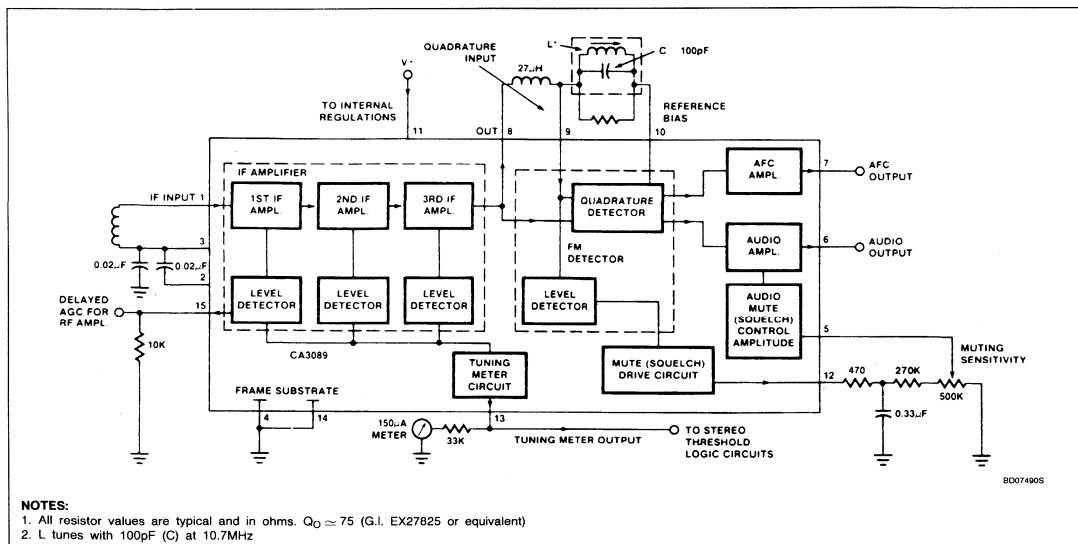 L*
C 100pF
QUADRATURE
INPUT
27µH
V+
TO INTERNAL
REGULATIONS
REFERENCE
BIAS
11
OUT 8
9
10
IF AMPLIFIER
IF INPUT 1
1ST IF
AMPL.
2ND IF
AMPL.
3RD IF
AMPL.
QUADRATURE
DETECTOR
AFC
AMPL.
7
AFC
OUTPUT
FM
DETECTOR
AUDIO
AMPL.
6
AUDIO
OUTPUT
3
0.02µF
0.02µF
2
DELAYED
AGC FOR
RF AMPL.
15
10K
LEVEL
DETECTOR
LEVEL
DETECTOR
LEVEL
DETECTOR
LEVEL
DETECTOR
AUDIO
MUTE
(SQUELCH)
CONTROL
AMPLITUDE
5
MUTING
SENSITIVITY
CA3089
TUNING
METER
CIRCUIT
MUTE (SQUELCH)
DRIVE CIRCUIT
12
470
270K
500K
0.33µF
FRAME SUBSTRATE
4
14
13
150µA
METER
33K
TUNING METER OUTPUT
TO STEREO
THRESHOLD
LOGIC CIRCUITS
BD07490S
NOTES:
1. All resistor values are typical and in ohms. QO ≃ 75 (G.I. EX27825 or equivalent)
2. L tunes with 100pF (C) at 10.7MHz